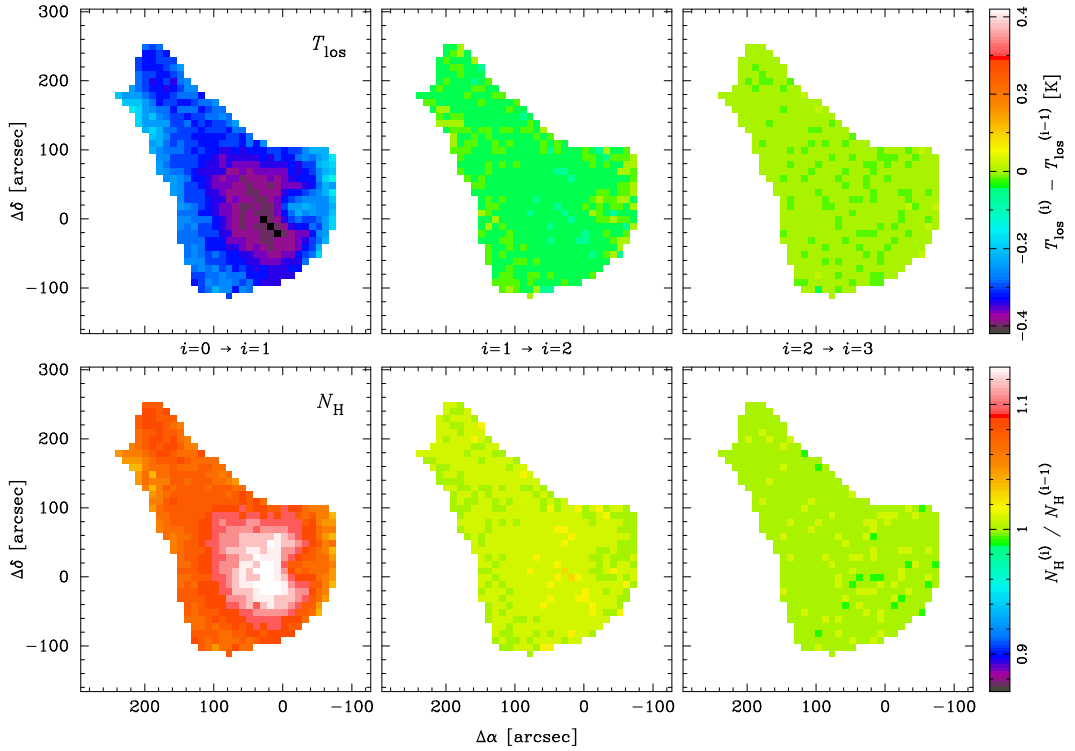 300
200
100
0
−100
Δδ [arcsec]
T_los
0.4
0.2
0
−0.2
−0.4
T_los^(i) − T_los^(i−1) [K]
i=0 → i=1
i=1 → i=2
i=2 → i=3
300
200
100
0
−100
Δδ [arcsec]
N_H
1.1
1
0.9
N_H^(i) / N_H^(i−1)
200 100 0 −100
200 100 0 −100
200 100 0 −100
Δα [arcsec]